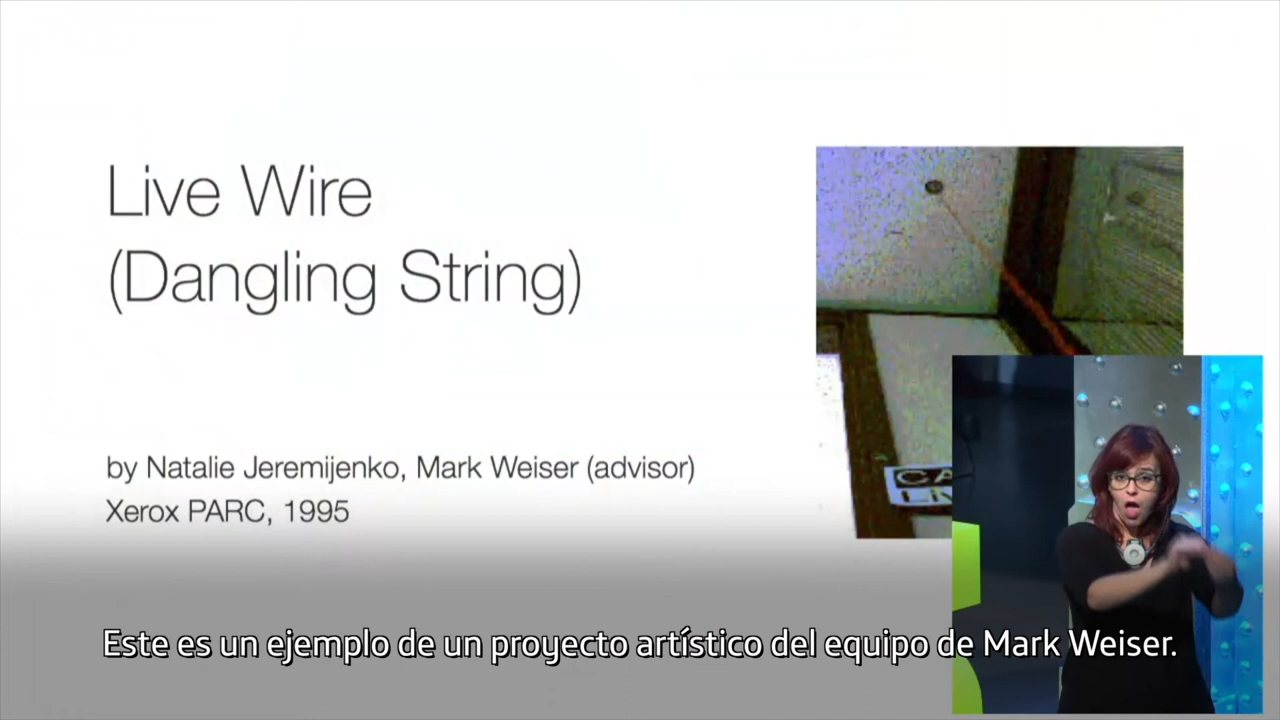 Live Wire
(Dangling String)
by Natalie Jeremijenko, Mark Weiser (advisor)
Xerox PARC, 1995
Este es un ejemplo de un proyecto artístico del equipo de Mark Weiser.